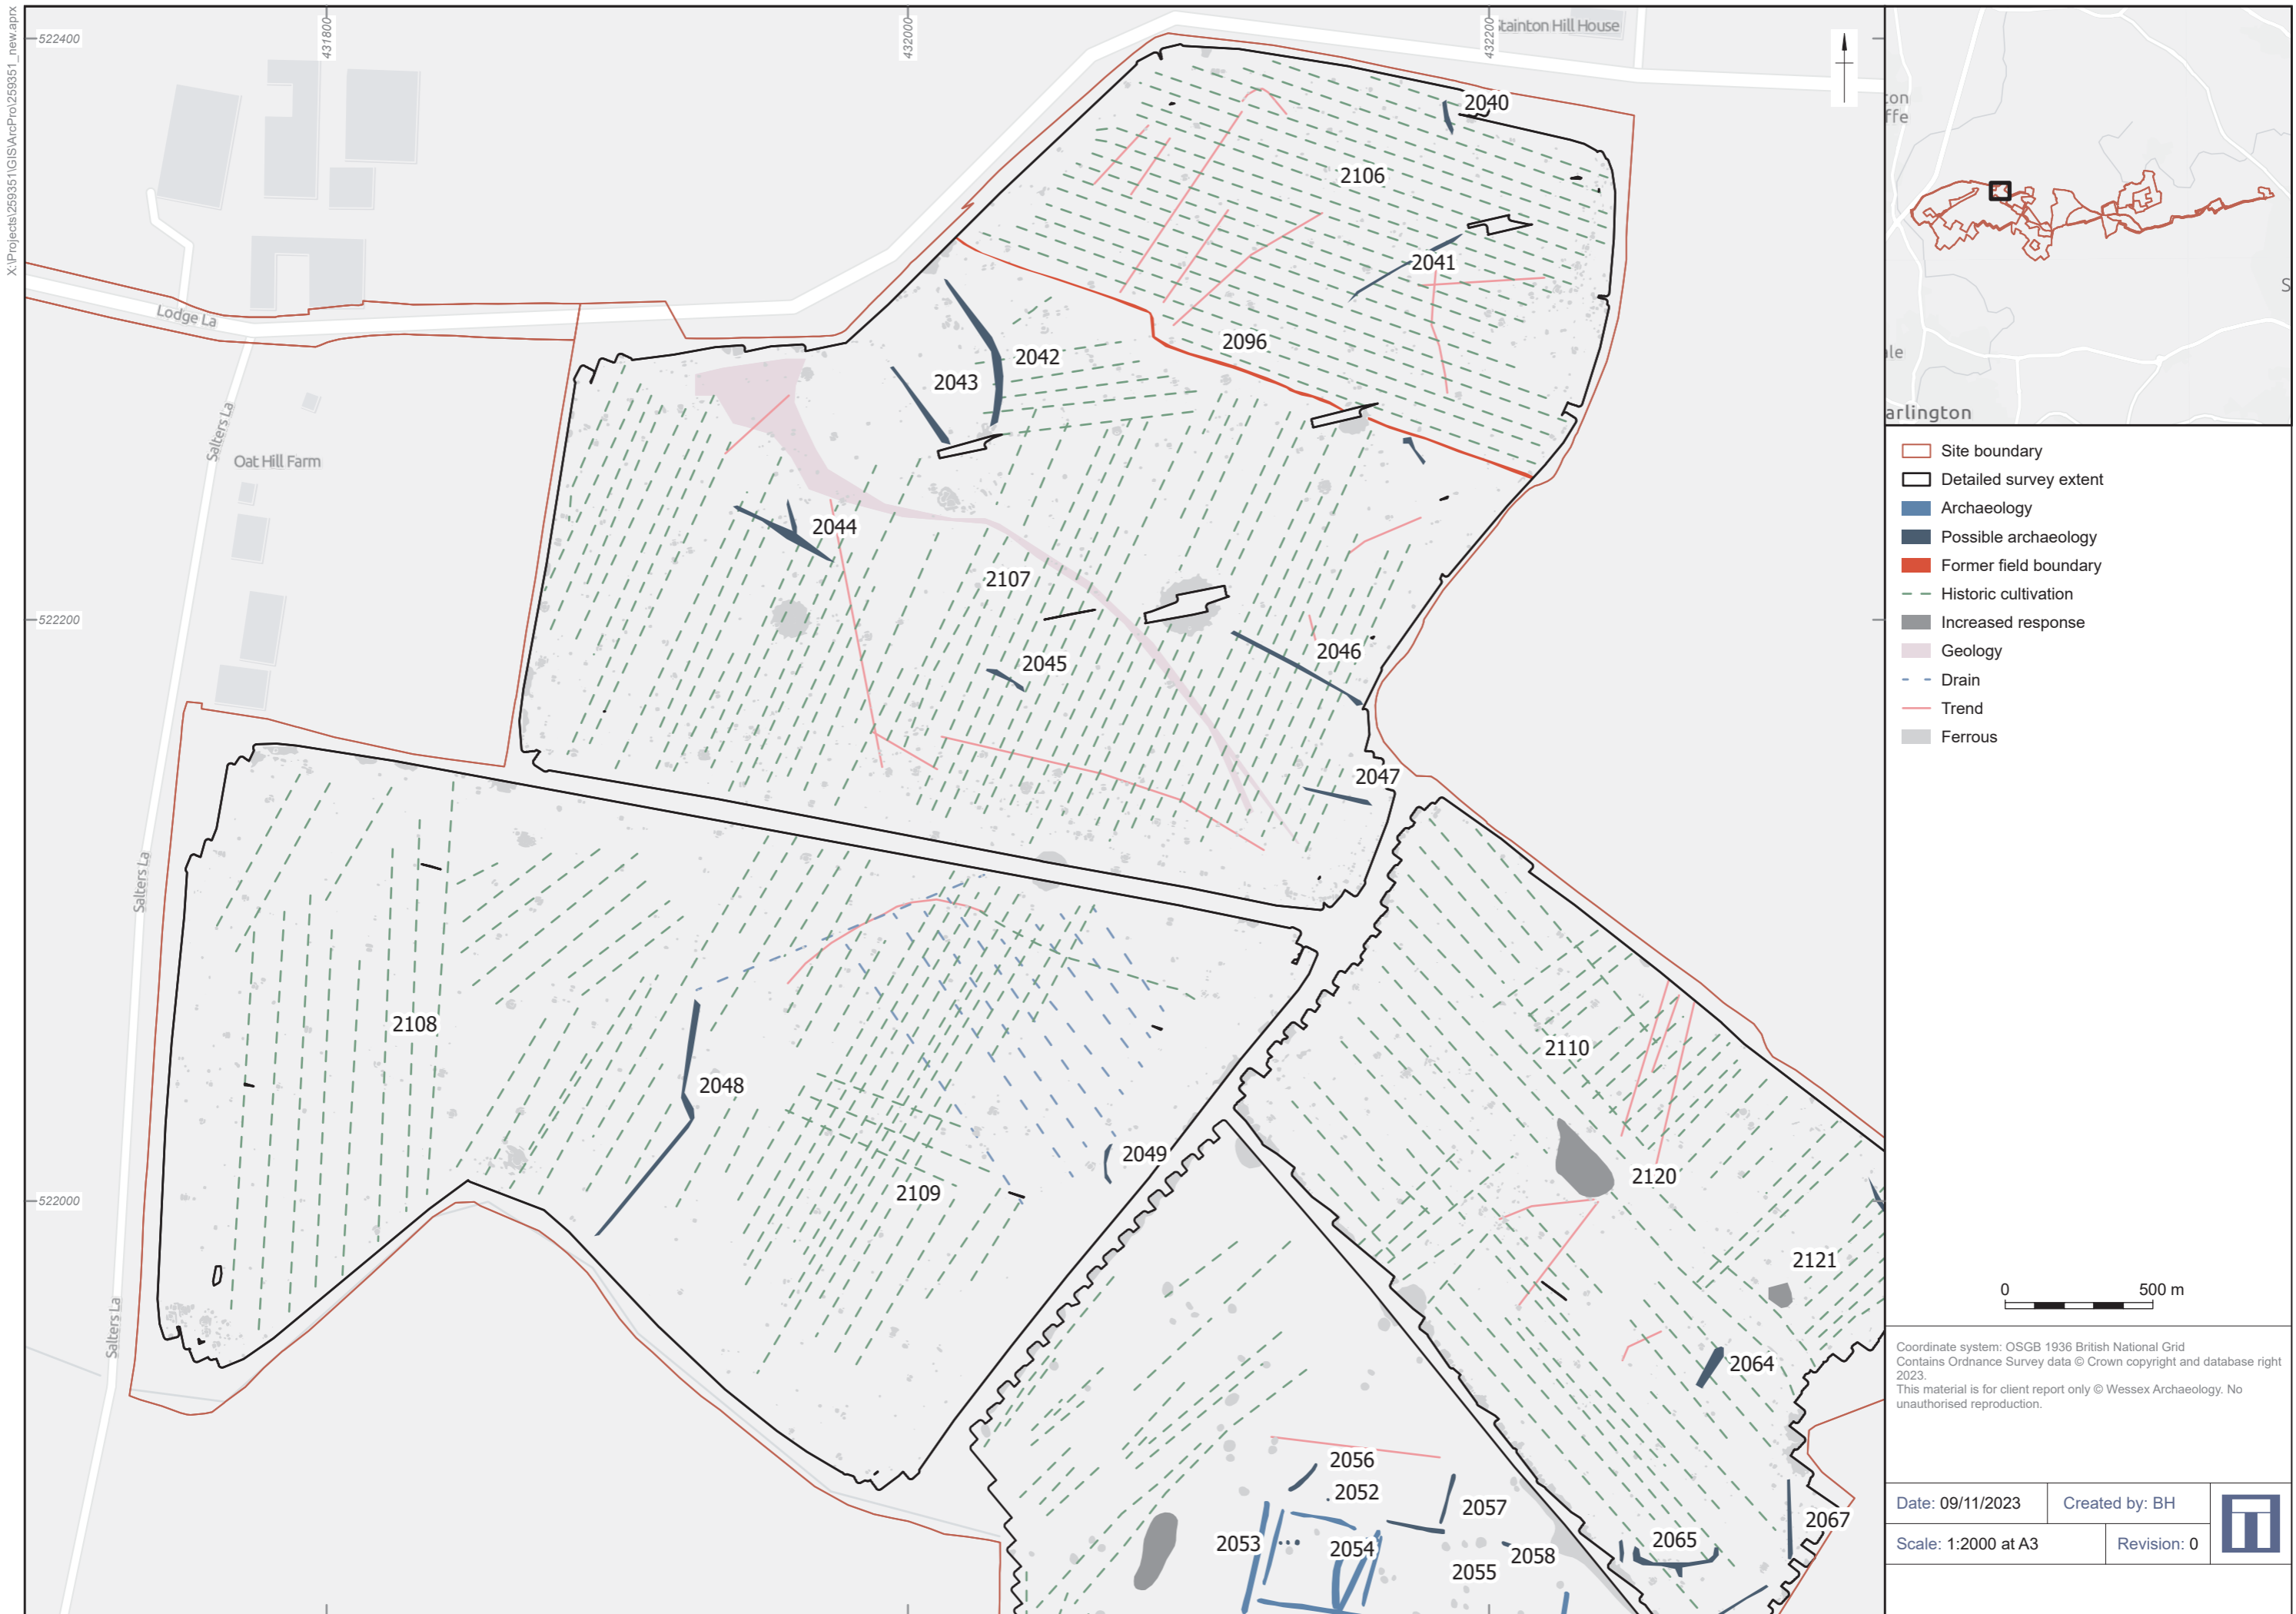 X:\Projects\259351\GIS\ArcPro\259351_new.aprx
522400
431800
432000
432200
Stainton Hill House
2040
2106
2041
Lodge La
2096
2042
2043
Salters La
Oat Hill Farm
2044
2107
522200
2046
2045
2047
Salters La
2108
2110
2048
2049
2120
2109
522000
2121
Salters La
2064
2056
2052
2057
2067
2053
2054
2065
2058
2055
ton
ffe
ale
S
arlington
Site boundary
Detailed survey extent
Archaeology
Possible archaeology
Former field boundary
Historic cultivation
Increased response
Geology
Drain
Trend
Ferrous
0 500 m
Coordinate system: OSGB 1936 British National Grid
Contains Ordnance Survey data © Crown copyright and database right
2023.
This material is for client report only © Wessex Archaeology. No
unauthorised reproduction.
Date: 09/11/2023 Created by: BH
Scale: 1:2000 at A3 Revision: 0